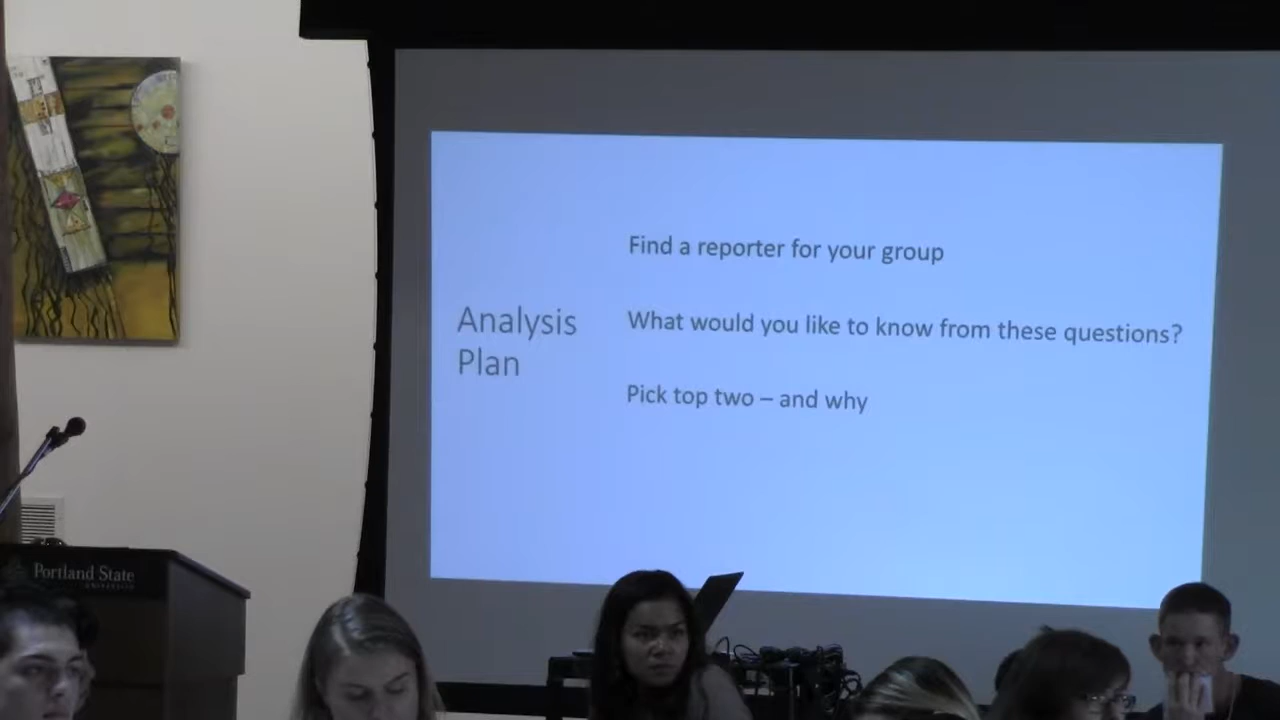 Find a reporter for your group
Analysis
Plan
What would you like to know from these questions?
Pick top two – and why
Portland State
UNIVERSITY